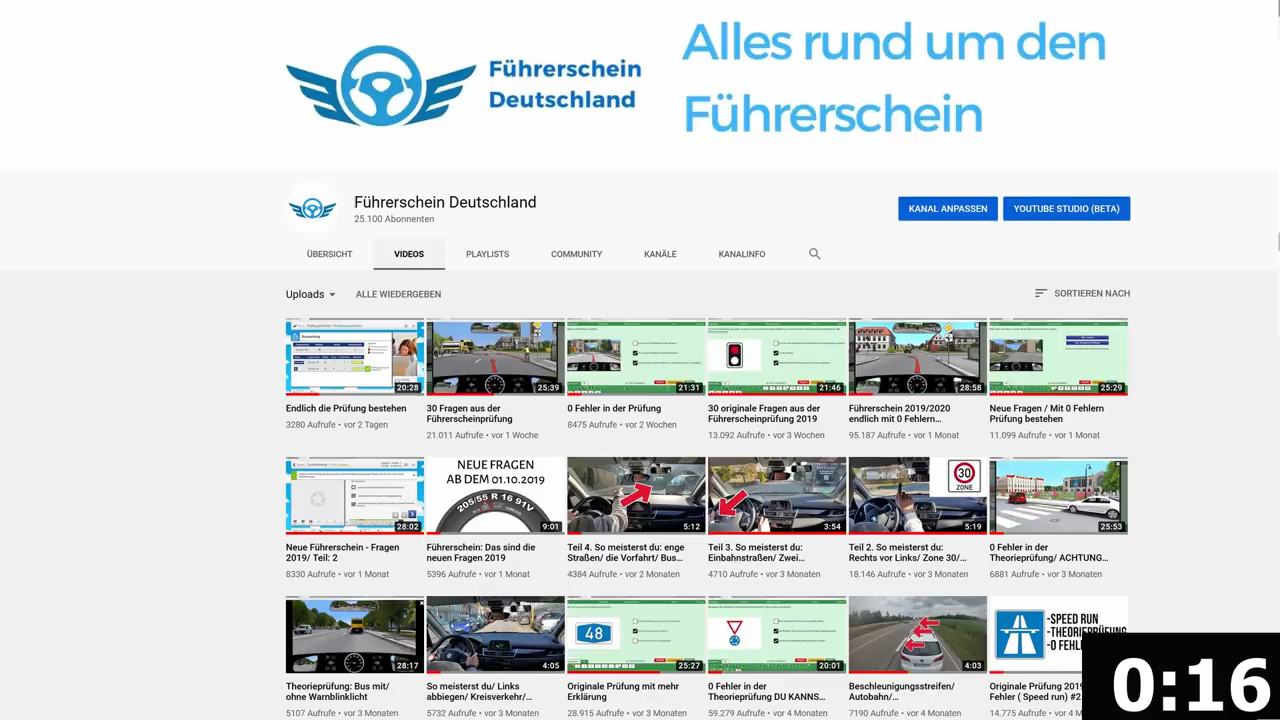 Führerschein
Deutschland
Alles rund um den
Führerschein
Führerschein Deutschland
25.100 Abonnenten
KANAL ANPASSEN
YOUTUBE STUDIO (BETA)
ÜBERSICHT
VIDEOS
PLAYLISTS
COMMUNITY
KANÄLE
KANALINFO
Uploads
ALLE WIEDERGEBEN
SORTIEREN NACH
20:28
25:39
21:31
21:46
28:58
25:29
Endlich die Prüfung bestehen
3280 Aufrufe • vor 2 Tagen
30 Fragen aus der
Führerscheinprüfung
21.011 Aufrufe • vor 1 Woche
0 Fehler in der Prüfung
8475 Aufrufe • vor 2 Wochen
30 originale Fragen aus der
Führerscheinprüfung 2019
13.092 Aufrufe • vor 3 Wochen
Führerschein 2019/2020
endlich mit 0 Fehlern...
95.187 Aufrufe • vor 1 Monat
Neue Fragen / Mit 0 Fehlern
Prüfung bestehen
11.099 Aufrufe • vor 1 Monat
28:02
NEUE FRAGEN
AB DEM 01.10.2019
205/55 R 16 91V
9:01
5:12
3:54
30
ZONE
5:19
25:53
Neue Führerschein - Fragen
2019/ Teil: 2
8330 Aufrufe • vor 1 Monat
Führerschein: Das sind die
neuen Fragen 2019
5396 Aufrufe • vor 1 Monat
Teil 4. So meisterst du: enge
Straßen/ die Vorfahrt/ Bus...
4384 Aufrufe • vor 2 Monaten
Teil 3. So meisterst du:
Einbahnstraßen/ Zwei...
4710 Aufrufe • vor 3 Monaten
Teil 2. So meisterst du:
Rechts vor Links/ Zone 30/...
18.146 Aufrufe • vor 3 Monaten
0 Fehler in der
Theorieprüfung/ ACHTUNG...
6881 Aufrufe • vor 3 Monaten
28:17
4:05
48
25:27
20:01
4:03
-SPEED RUN
-THEORIEPRÜFUNG
-0 FEHLE
Theorieprüfung: Bus mit/
ohne Warnblinklicht
5107 Aufrufe • vor 3 Monaten
So meisterst du/ Links
abbiegen/ Kreisverkehr/...
5732 Aufrufe • vor 3 Monaten
Originale Prüfung mit mehr
Erklärung
28.915 Aufrufe • vor 3 Monaten
0 Fehler in der
Theorieprüfung DU KANNS...
59.279 Aufrufe • vor 4 Monaten
Beschleunigungsstreifen/
Autobahn/...
7190 Aufrufe • vor 4 Monaten
Originale Prüfung 2019
Fehler ( Speed run) #2
14.775 Aufrufe • vor 4 M
0:16